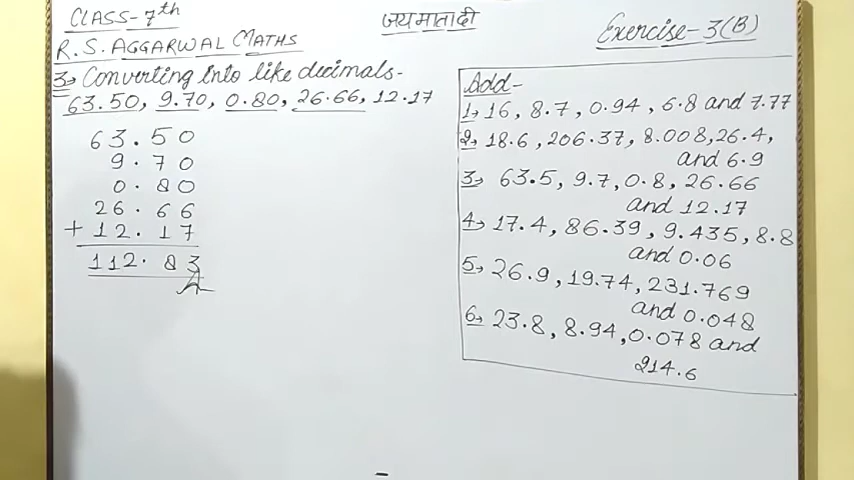 CLASS-7th
जय माता दी
Exercise-3(B)
R.S. AGGARWAL MATHS
3→ Converting into like decimals-
63.50, 9.70, 0.80, 26.66, 12.17
63.50
9.70
0.80
26.66
+12.17
112.83
Add-
1→ 16, 8.7, 0.94, 6.8 and 7.77
2→ 18.6, 206.37, 8.008, 26.4,
and 6.9
3→ 63.5, 9.7, 0.8, 26.66
and 12.17
4→ 17.4, 86.39, 9.435, 8.8
and 0.06
5→ 26.9, 19.74, 231.769
and 0.048
6→ 23.8, 8.94, 0.078 and
214.6